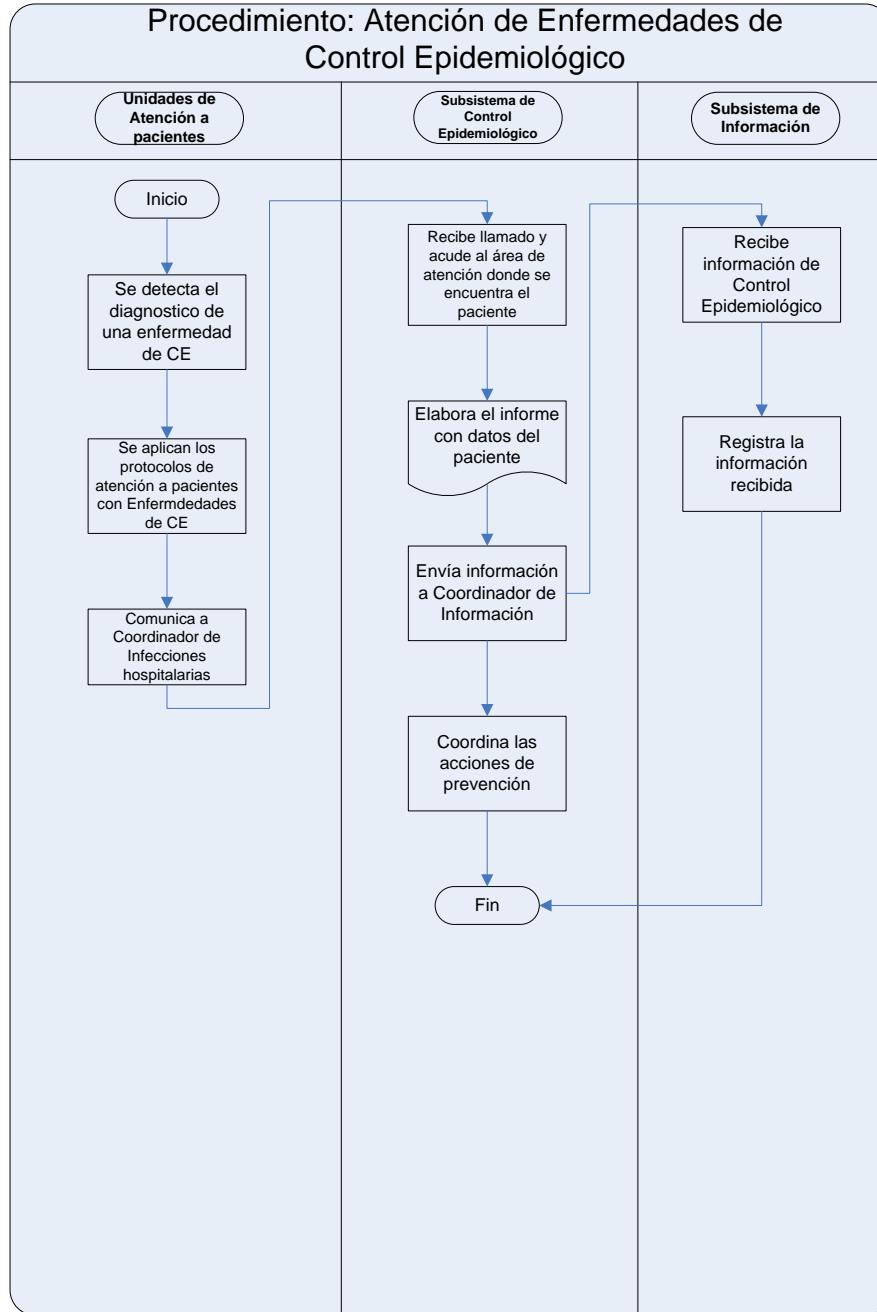 Procedimiento: Atención de Enfermedades de
Control Epidemiológico
Unidades de
Atención a
pacientes
Subsistema de
Control
Epidemiológico
Subsistema de
Información
Inicio
Se detecta el
diagnostico de
una enfermedad
de CE
Se aplican los
protocolos de
atención a pacientes
con Enfermdedades
de CE
Comunica a
Coordinador de
Infecciones
hospitalarias
Recibe llamado y
acude al área de
atención donde se
encuentra el
paciente
Elabora el informe
con datos del
paciente
Envía información
a Coordinador de
Información
Coordina las
acciones de
prevención
Fin
Recibe
información de
Control
Epidemiológico
Registra la
información
recibida